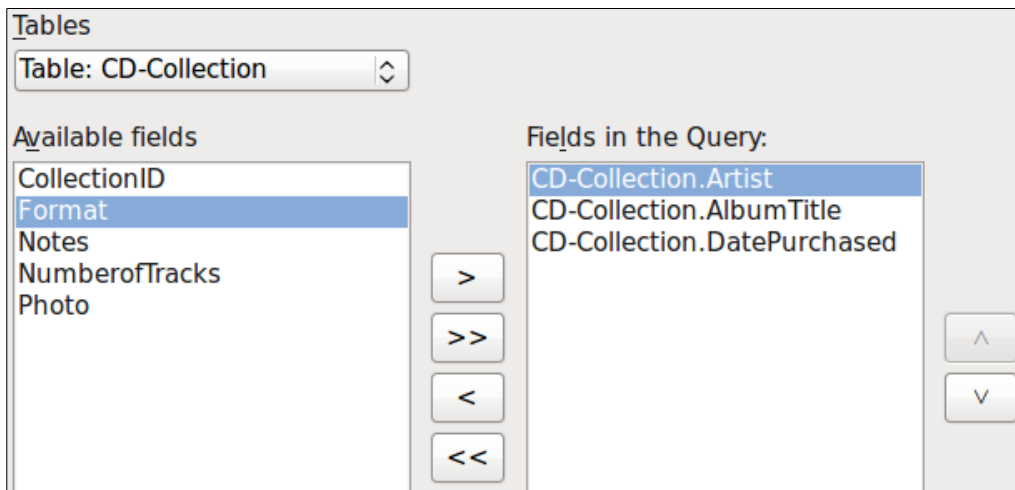 Tables
Table: CD-Collection
Available fields
CollectionID
Format
Notes
NumberofTracks
Photo
>
>>
<
<<
Fields in the Query:
CD-Collection.Artist
CD-Collection.AlbumTitle
CD-Collection.DatePurchased